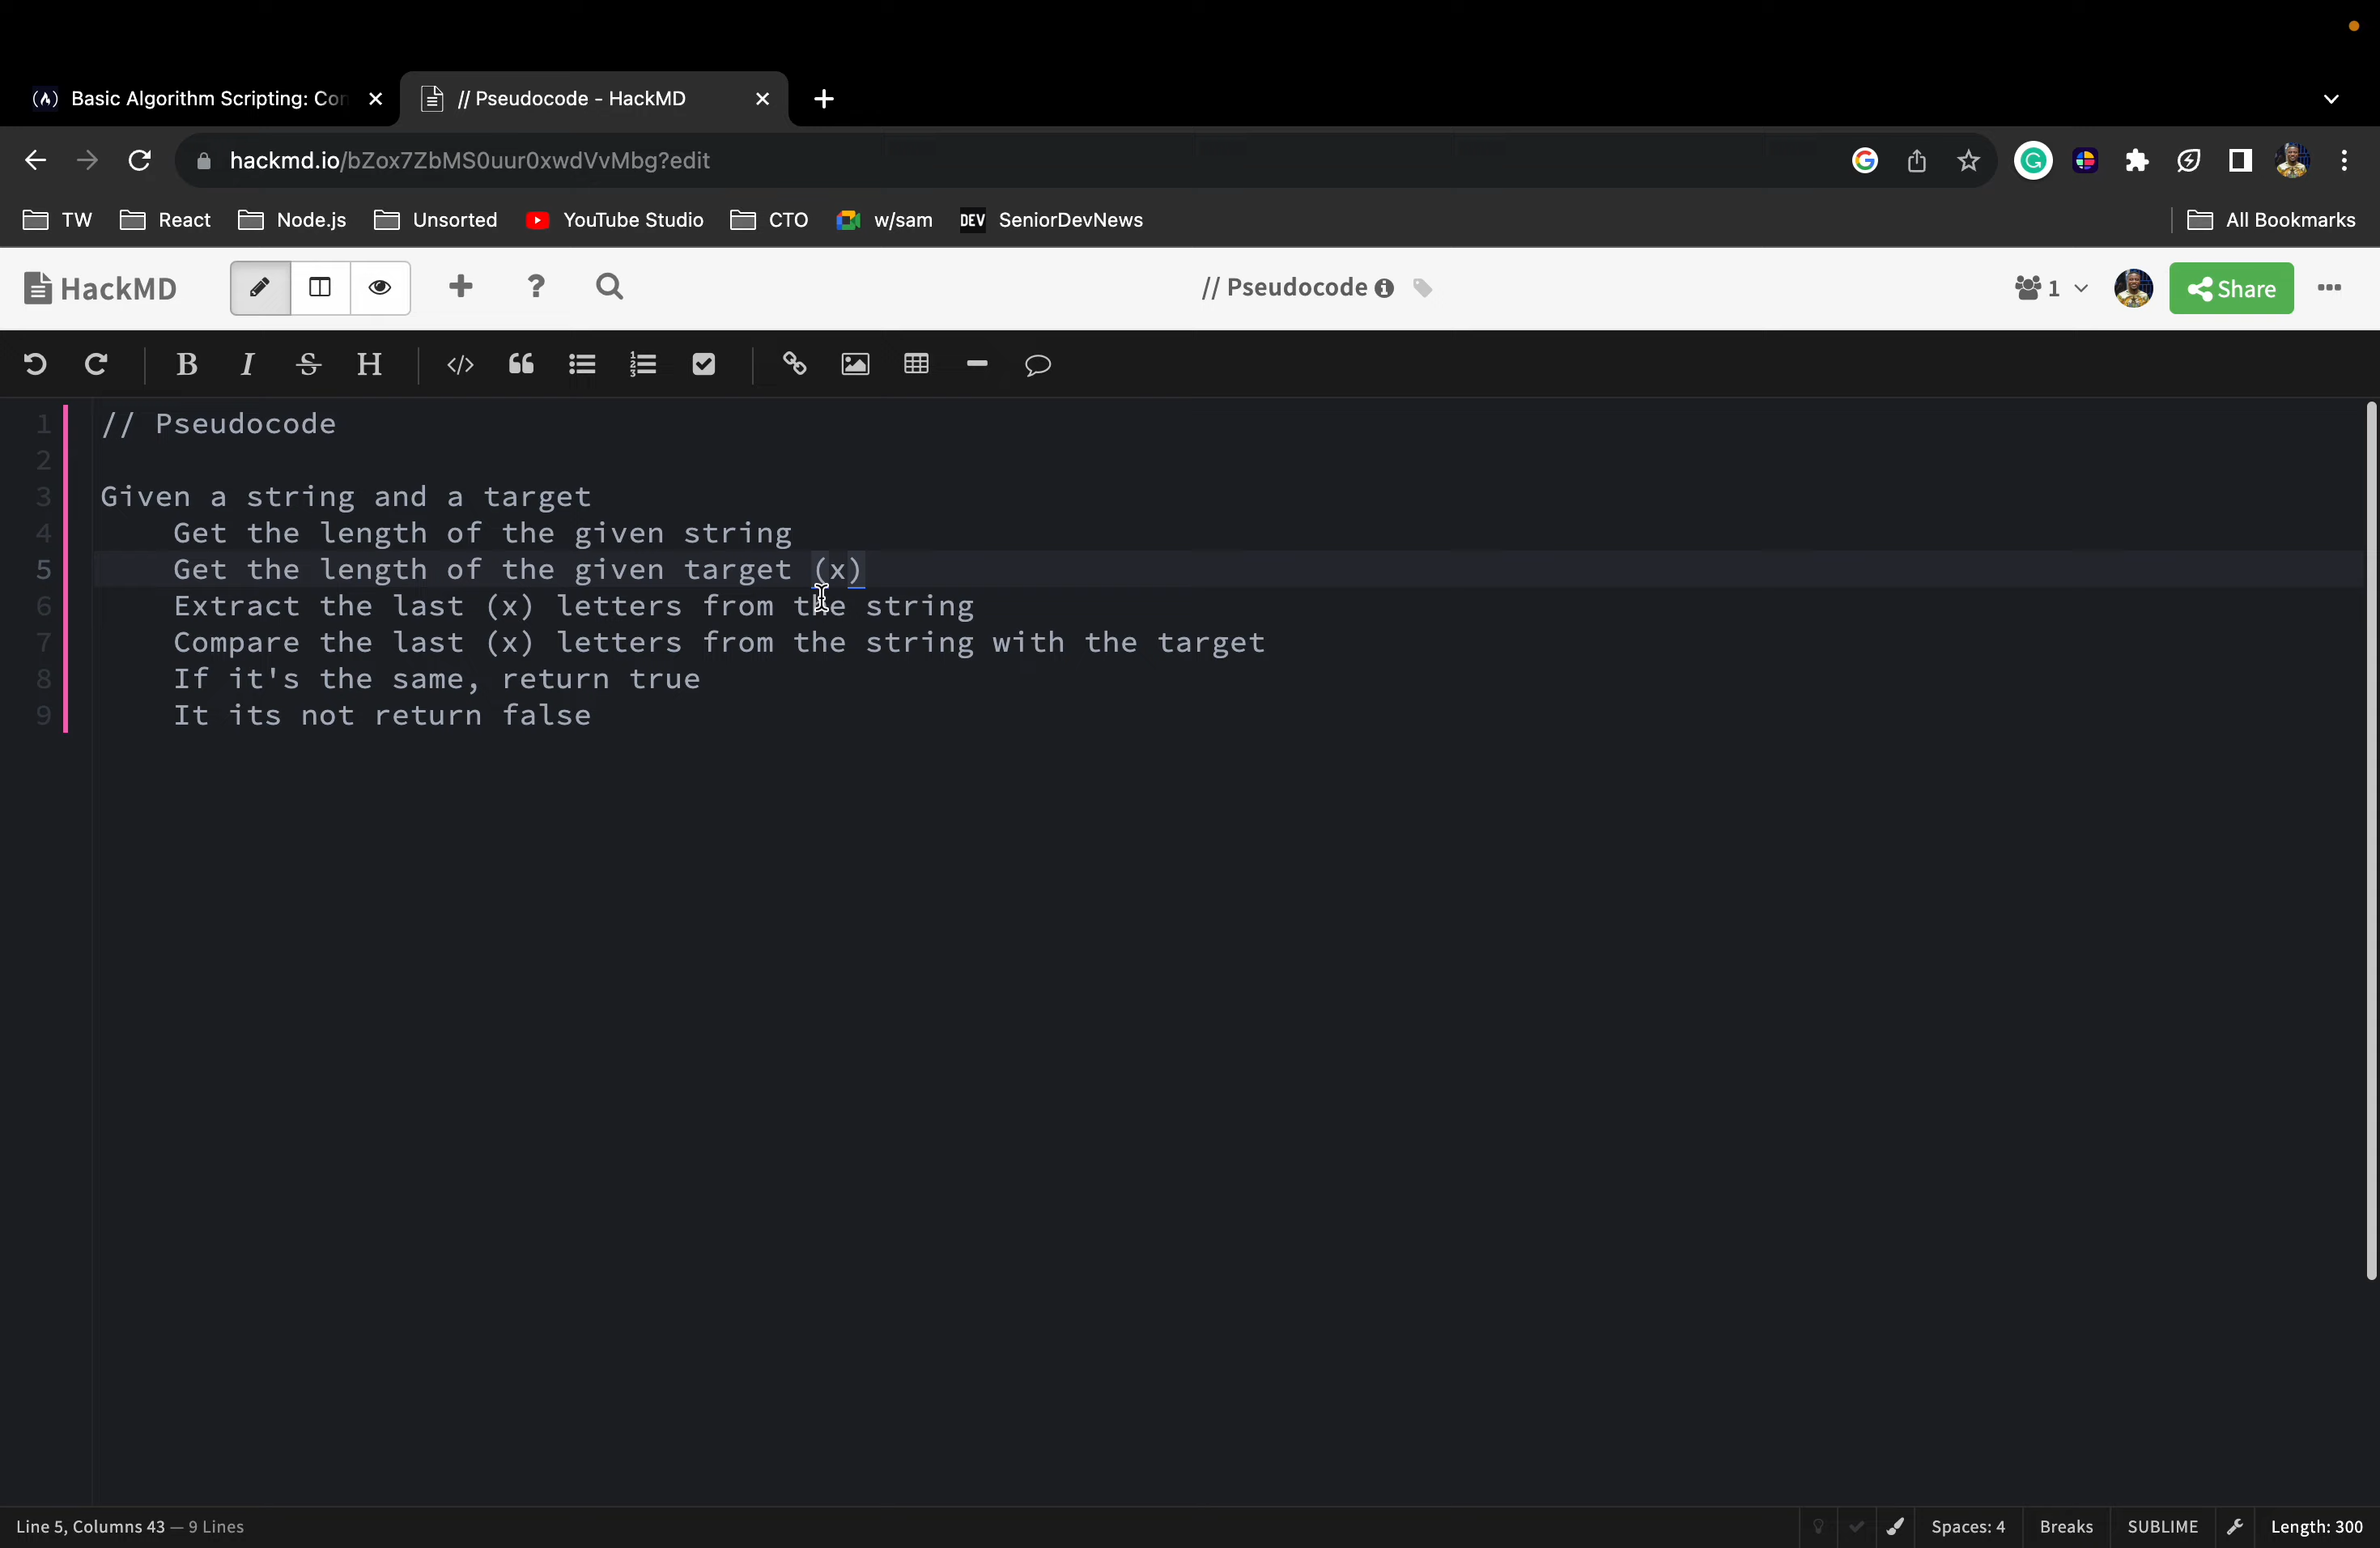 Basic Algorithm Scripting: Con
// Pseudocode - HackMD
hackmd.io/bZox7ZbMS0uur0xwdVvMbg?edit
TW React Node.js Unsorted YouTube Studio CTO w/sam DEV SeniorDevNews All Bookmarks
HackMD // Pseudocode 1 Share
1 // Pseudocode
2
3 Given a string and a target
4 Get the length of the given string
5 Get the length of the given target (x)
6 Extract the last (x) letters from the string
7 Compare the last (x) letters from the string with the target
8 If it's the same, return true
9 It its not return false
Line 5, Columns 43 — 9 Lines Spaces: 4 Breaks SUBLIME Length: 300